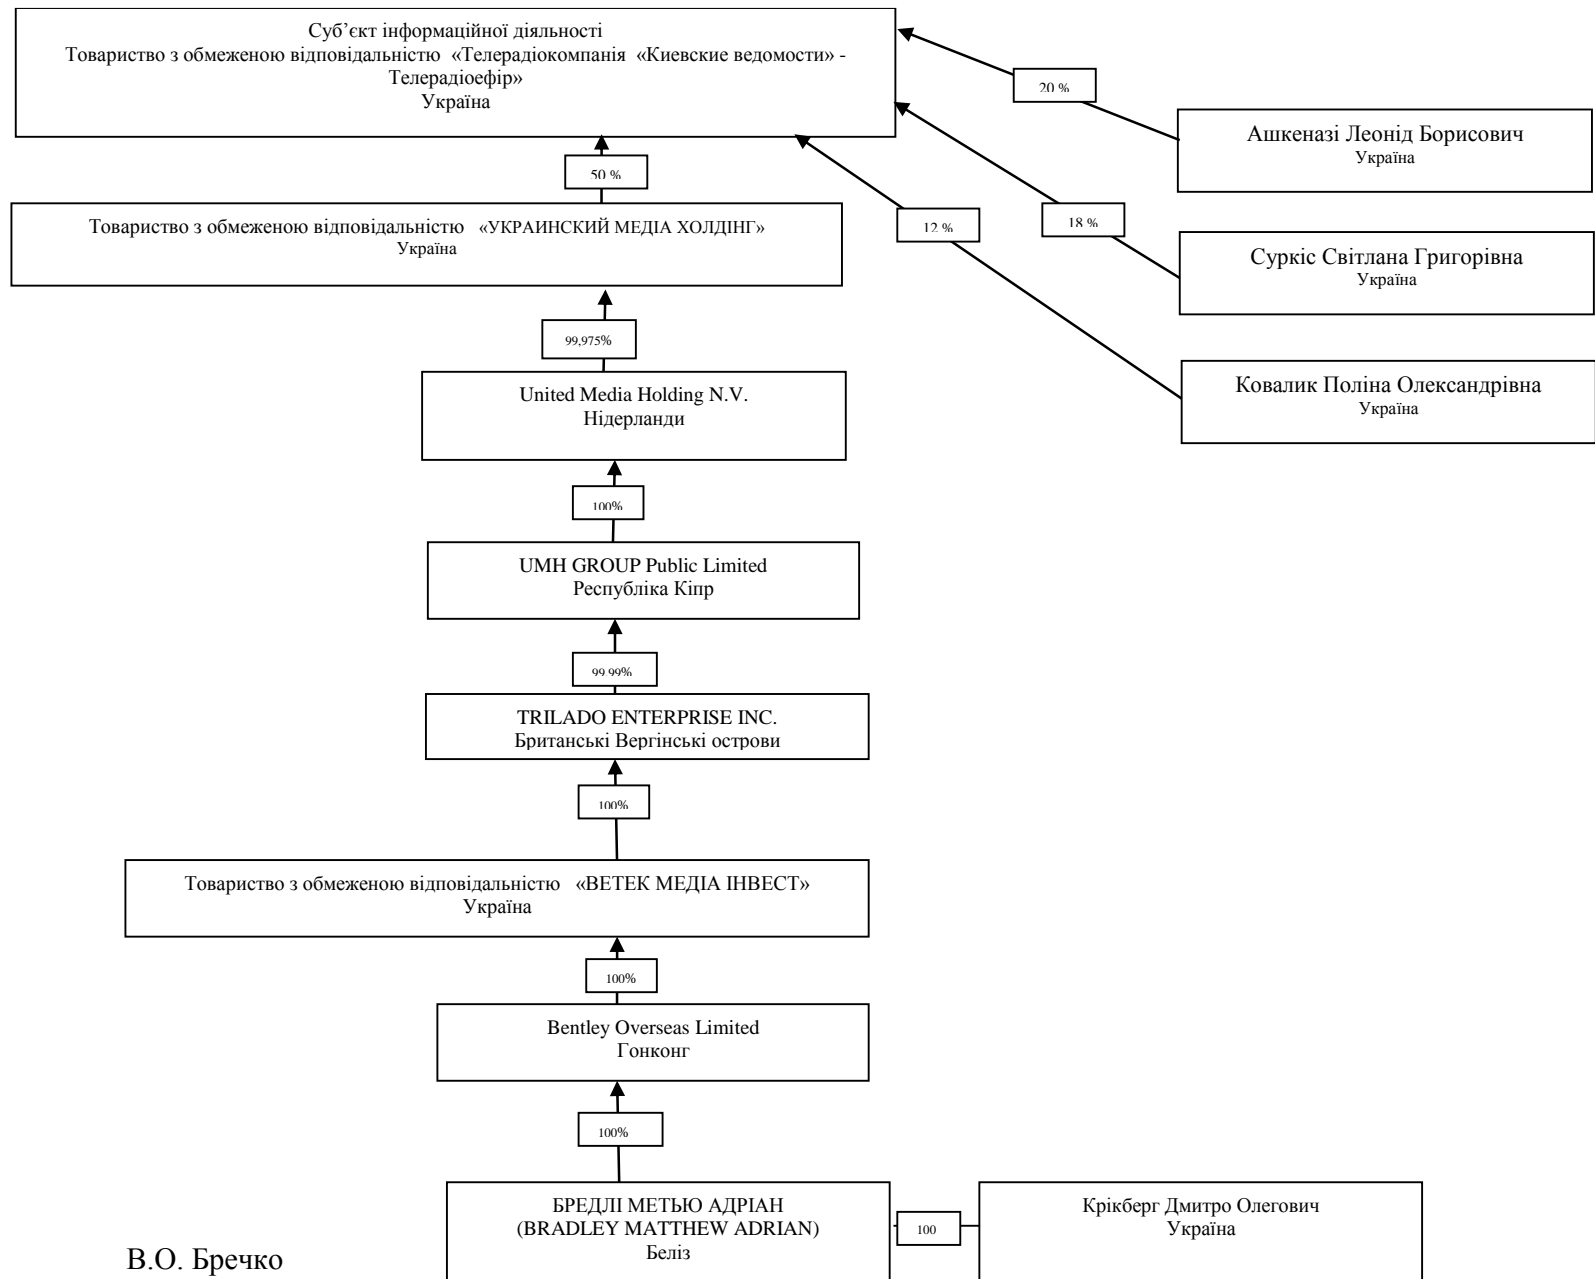 Суб’єкт інформаційної діяльності
Товариство з обмеженою відповідальністю «Телерадіокомпанія «Киевские ведомости» -
Телерадіоефір»
Україна
20 %
Ашкеназі Леонід Борисович
Україна
50 %
Товариство з обмеженою відповідальністю «УКРАИНСКИЙ МЕДІА ХОЛДІНГ»
Україна
12 %
18 %
Суркіс Світлана Григорівна
Україна
99,975%
Ковалик Поліна Олександрівна
Україна
United Media Holding N.V.
Нідерланди
100%
UMH GROUP Public Limited
Республіка Кіпр
99.99%
TRILADO ENTERPRISE INC.
Британські Вергінські острови
100%
Товариство з обмеженою відповідальністю «ВЕТЕК МЕДІА ІНВЕСТ»
Україна
100%
Bentley Overseas Limited
Гонконг
100%
БРЕДЛІ МЕТЬЮ АДРІАН
(BRADLEY MATTHEW ADRIAN)
Беліз
100
Крікберг Дмитро Олегович
Україна
В.О. Бречко